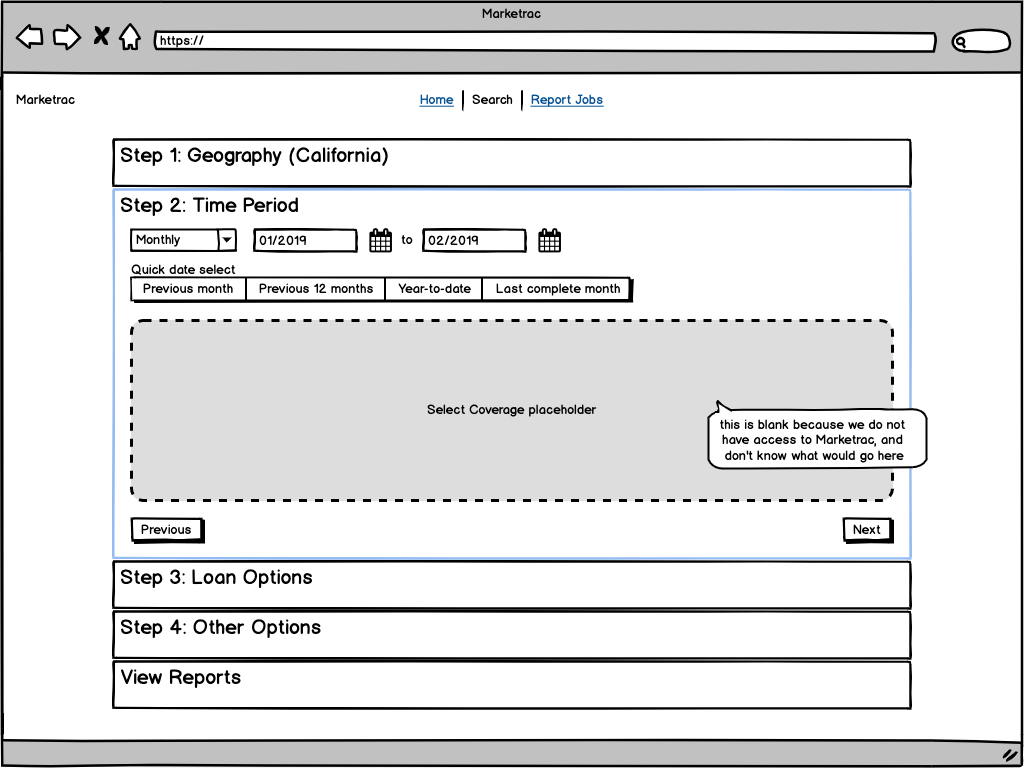 Marketrac
https://
Marketrac
Home | Search | Report Jobs
Step 1: Geography (California)
Step 2: Time Period
Monthly 01/2019 to 02/2019
Quick date select
Previous month Previous 12 months Year-to-date Last complete month
Select Coverage placeholder
this is blank because we do not
have access to Marketrac, and
don't know what would go here
Previous Next
Step 3: Loan Options
Step 4: Other Options
View Reports